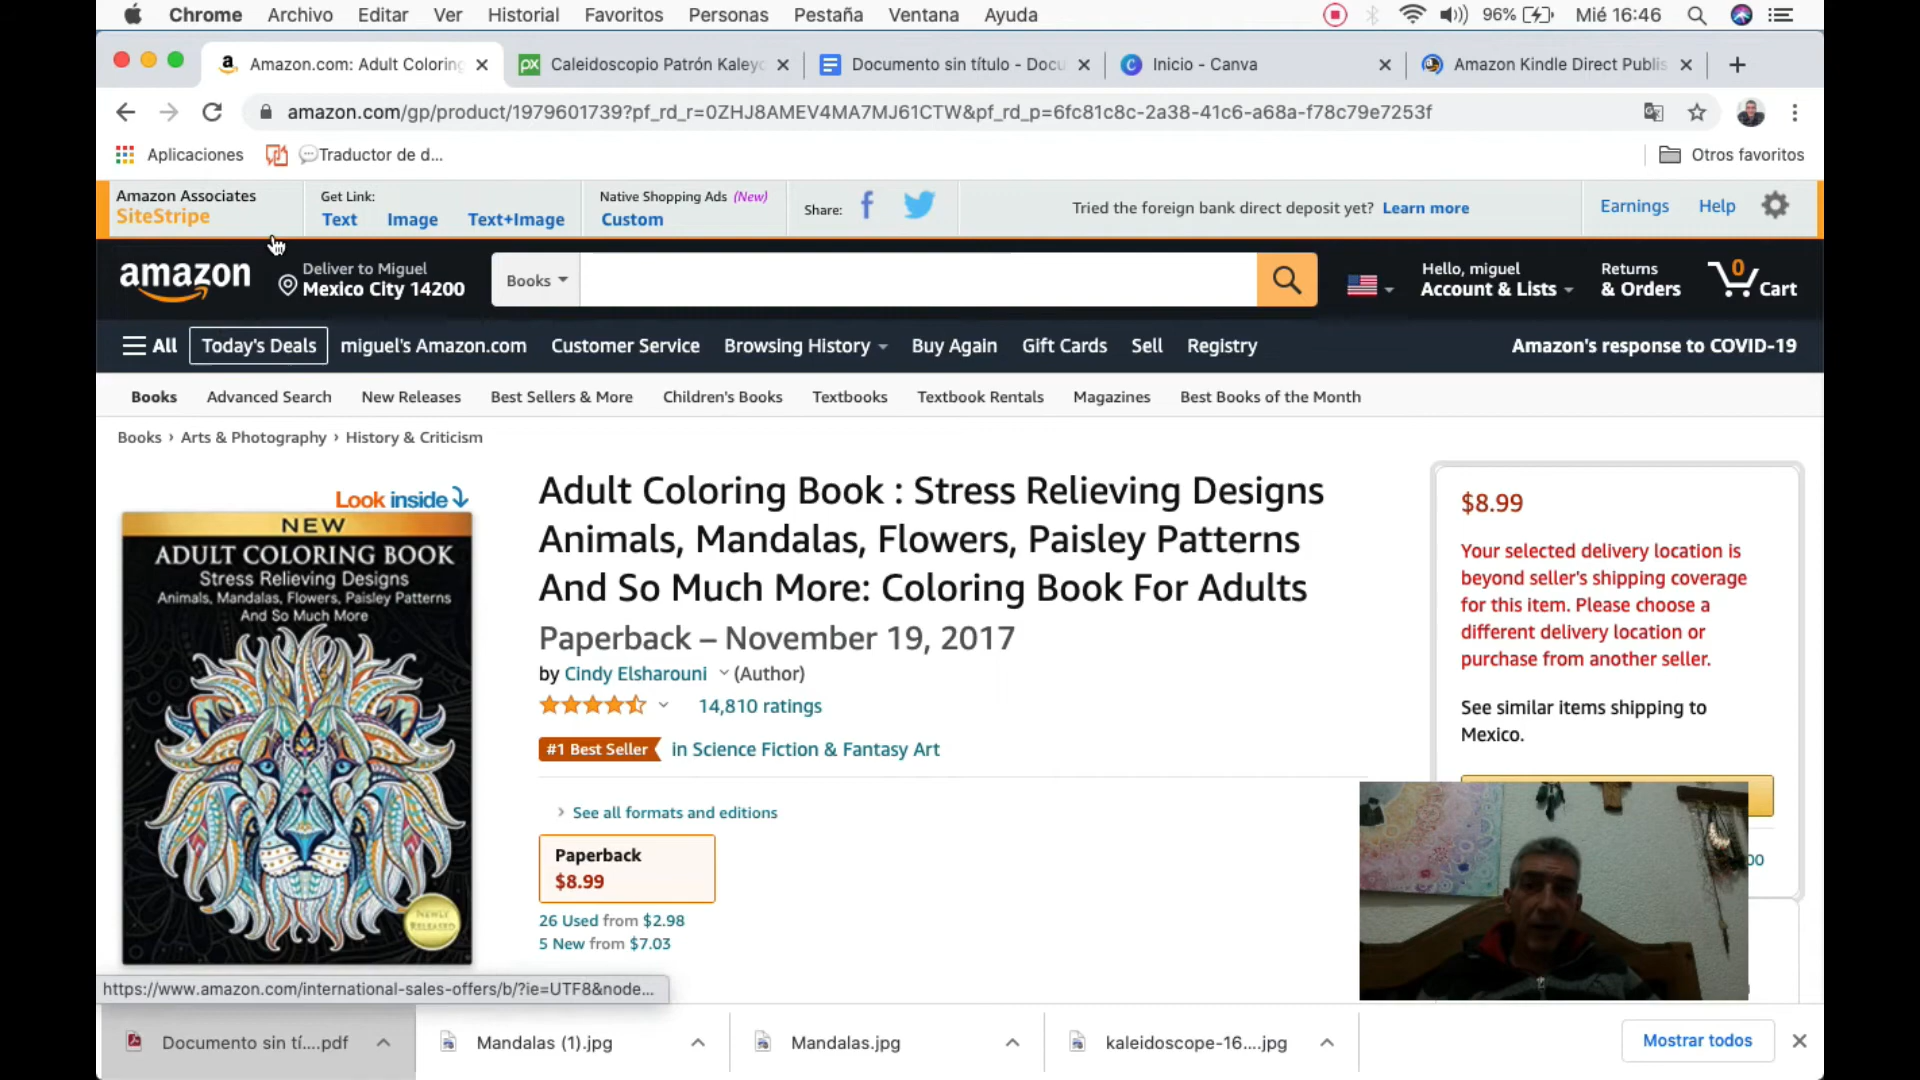 Chrome Archivo Editar Ver Historial Favoritos Personas Pestaña Ventana Ayuda 96% Mié 16:46
Amazon.com: Adult Coloring Caleidoscopio Patrón Kaleyc Documento sin título - Docu Inicio - Canva Amazon Kindle Direct Publis
amazon.com/gp/product/1979601739?pf_rd_r=0ZHJ8AMEV4MA7MJ61CTW&pf_rd_p=6fc81c8c-2a38-41c6-a68a-f78c79e7253f
Aplicaciones Traductor de d... Otros favoritos
Amazon Associates Get Link: Native Shopping Ads (New)
SiteStripe Text Image Text+Image Custom Share: Tried the foreign bank direct deposit yet? Learn more Earnings Help
amazon Deliver to Miguel Hello, miguel Returns 0
Mexico City 14200 Books Account & Lists & Orders Cart
All Today's Deals miguel's Amazon.com Customer Service Browsing History Buy Again Gift Cards Sell Registry Amazon's response to COVID-19
Books Advanced Search New Releases Best Sellers & More Children's Books Textbooks Textbook Rentals Magazines Best Books of the Month
Books › Arts & Photography › History & Criticism
Look inside
NEW
ADULT COLORING BOOK
Stress Relieving Designs
Animals, Mandalas, Flowers, Paisley Patterns
And So Much More
NEWLY
RELEASED
Adult Coloring Book : Stress Relieving Designs
Animals, Mandalas, Flowers, Paisley Patterns
And So Much More: Coloring Book For Adults
Paperback – November 19, 2017
by Cindy Elsharouni (Author)
14,810 ratings
#1 Best Seller in Science Fiction & Fantasy Art
See all formats and editions
Paperback
$8.99
26 Used from $2.98
5 New from $7.03
$8.99
Your selected delivery location is
beyond seller's shipping coverage
for this item. Please choose a
different delivery location or
purchase from another seller.
See similar items shipping to
Mexico.
00
https://www.amazon.com/international-sales-offers/b/?ie=UTF8&node...
Documento sin tí....pdf Mandalas (1).jpg Mandalas.jpg kaleidoscope-16....jpg Mostrar todos